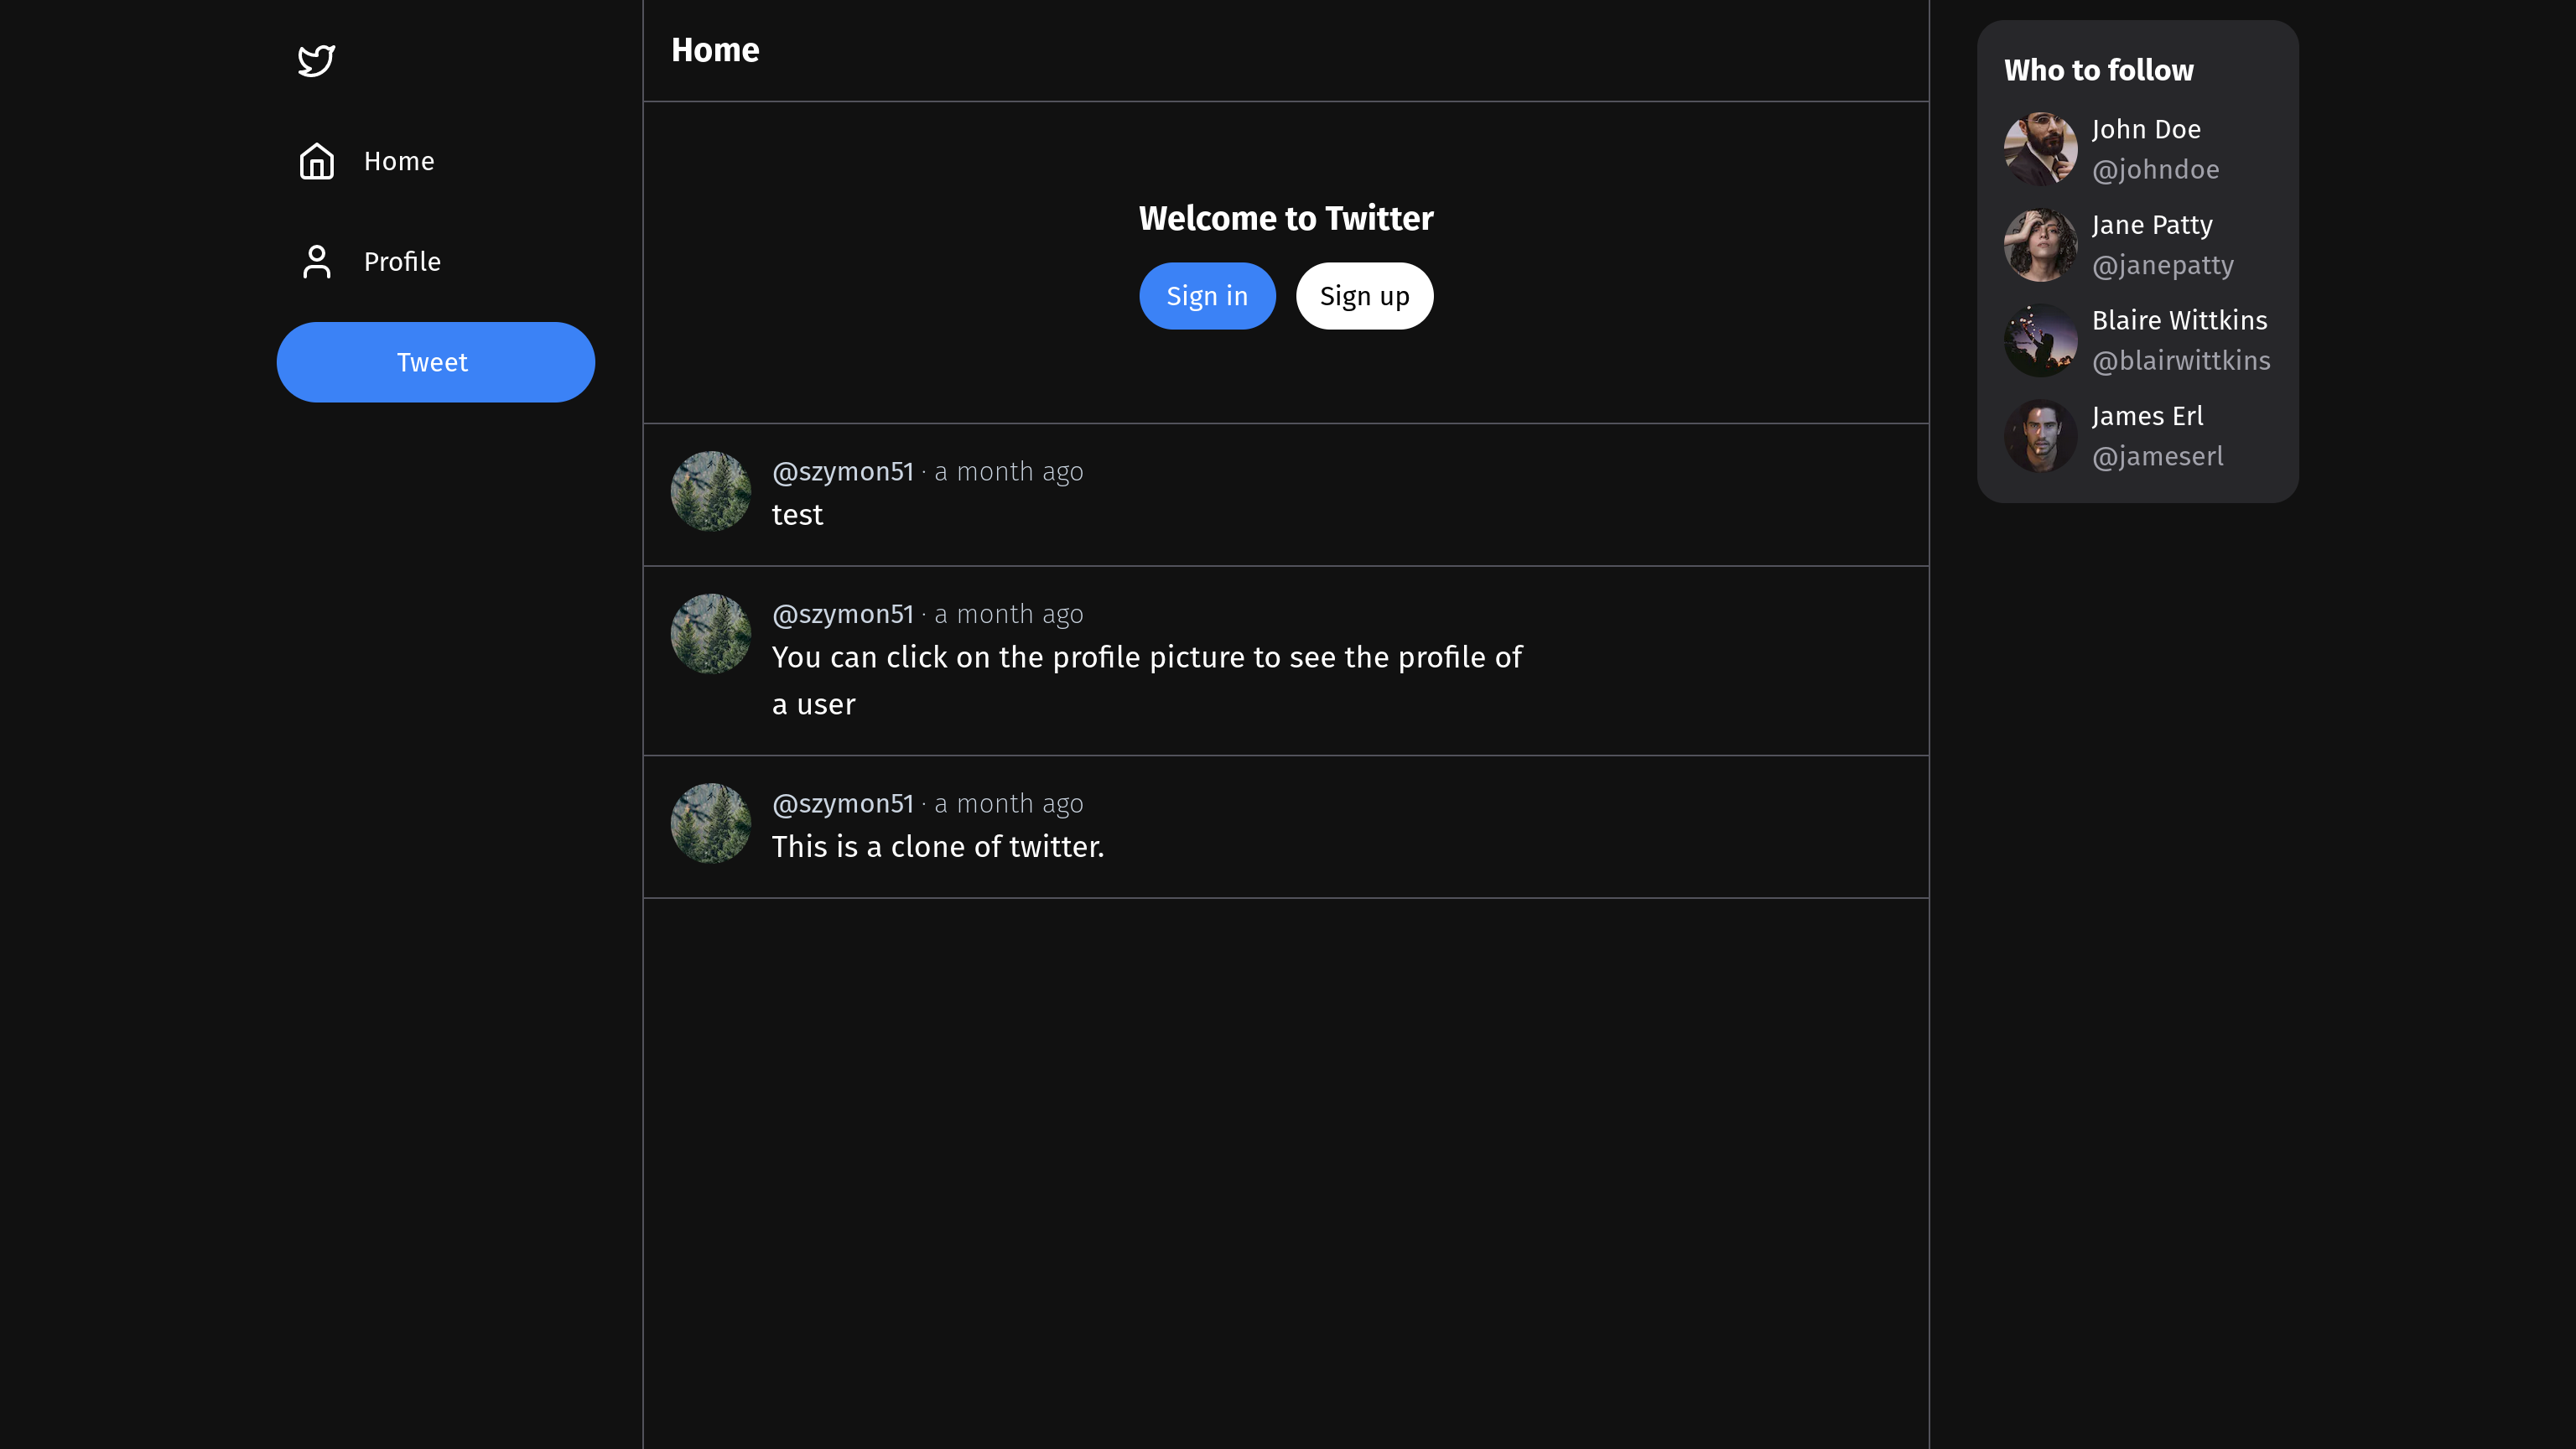 Home
Profile
Tweet
Home
Welcome to Twitter
Sign in
Sign up
@szymon51 · a month ago
test
@szymon51 · a month ago
You can click on the profile picture to see the profile of
a user
@szymon51 · a month ago
This is a clone of twitter.
Who to follow
John Doe
@johndoe
Jane Patty
@janepatty
Blaire Wittkins
@blairwittkins
James Erl
@jameserl